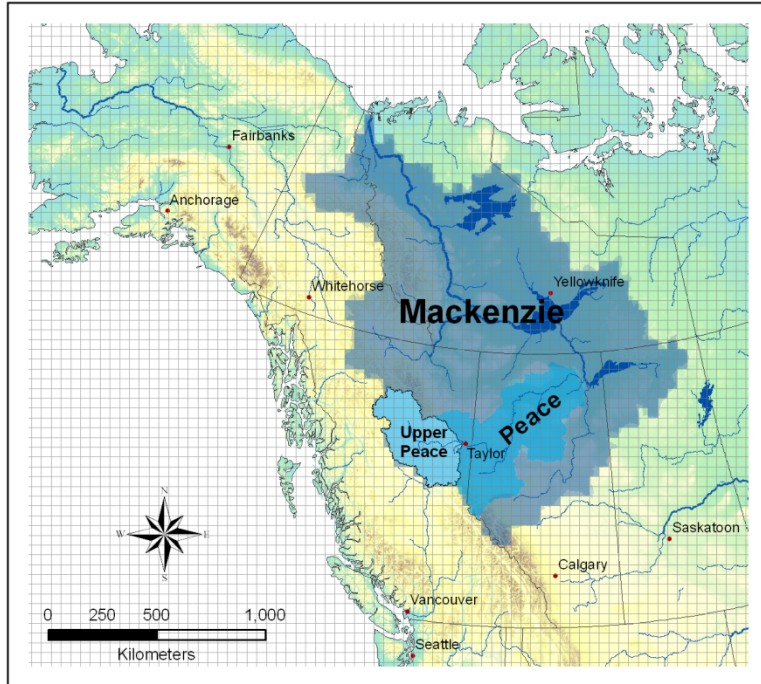 Fairbanks
Anchorage
Whitehorse
Yellowknife
Mackenzie
Peace
Upper
Peace
Taylor
N
W
E
S
Saskatoon
Calgary
Vancouver
Seattle
0 250 500 1,000
Kilometers